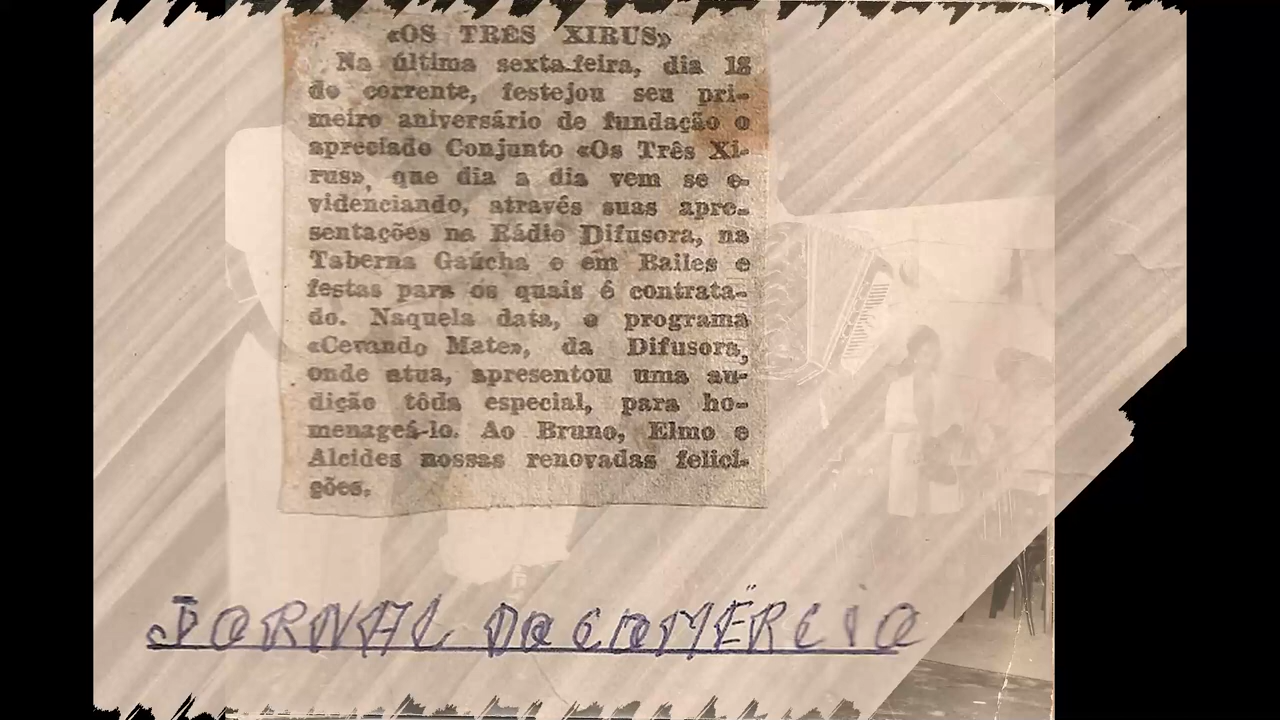 «OS TRÊS XIRUS»
Na última sexta-feira, dia 18
do corrente, festejou seu pri-
meiro aniversário de fundação o
apreciado Conjunto «Os Três Xi-
rus», que dia a dia vem se e-
videnciando, através suas apre-
sentações na Rádio Difusora, na
Taberna Gaúcha e em Bailes e
festas para os quais é contrata-
do. Naquela data, o programa
«Cevando Mate», da Difusora,
onde atua, apresentou uma au-
dição tôda especial, para ho-
menageá-lo. Ao Bruno, Elmo e
Alcides nossas renovadas felici-
gões.
JORNAL DO COMÉRCIO